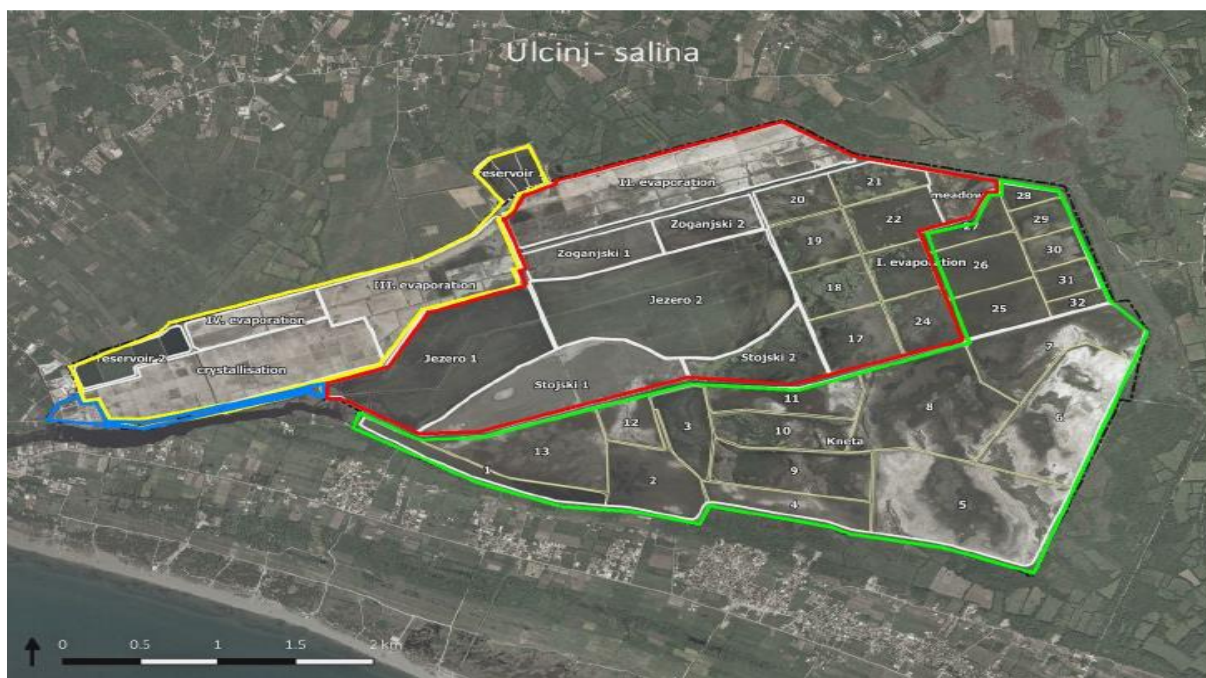 Ulcinj- salina
reservoir
II. evaporation
21
meadow
28
20
Zoganjski 2
22
27
29
19
Zoganjski 1
I. evaporation
26
30
III. evaporation
18
31
Jezero 2
32
IV. evaporation
25
17
24
reservoir 2
Jezero 1
Stojski 2
7
crystallisation
Stojski 1
11
8
6
12
3
10
Kneta
13
1
9
2
4
5
0
0.5
1
1.5
2 km